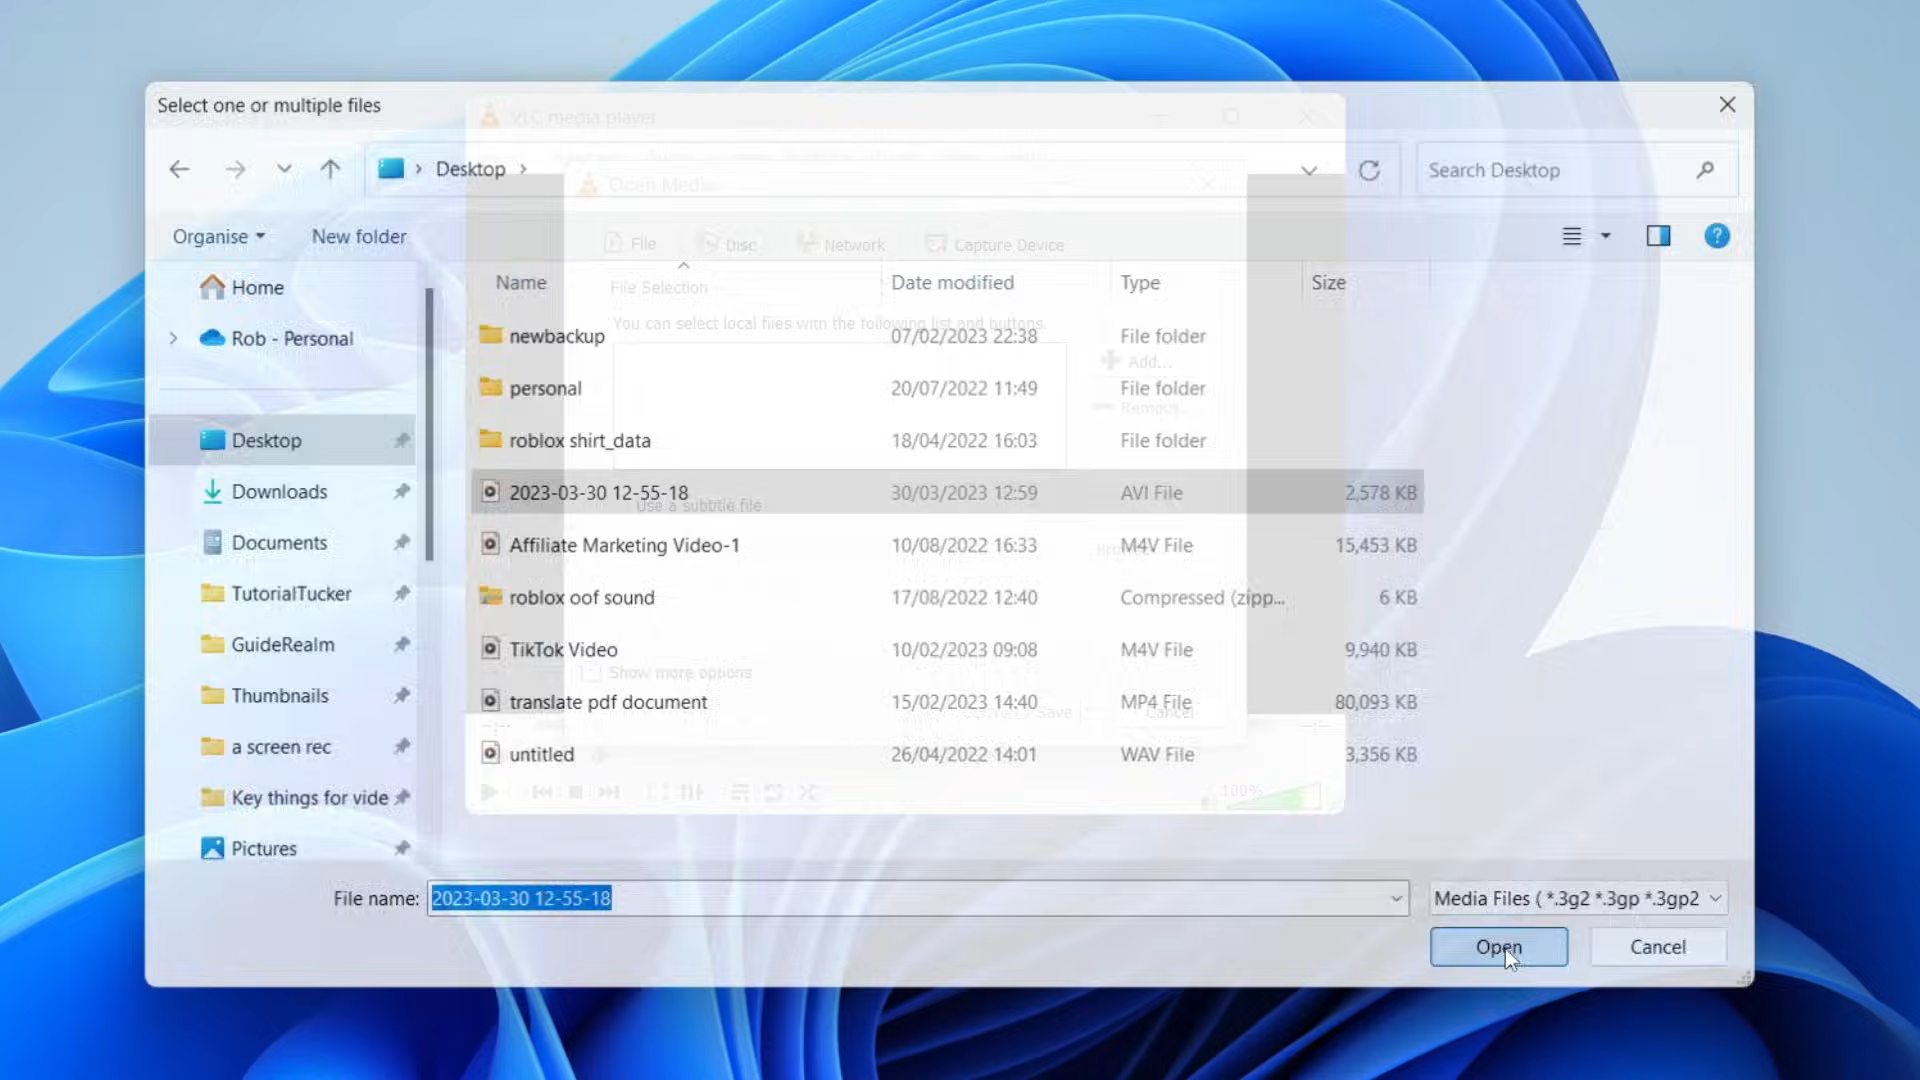 Select one or multiple files
VLC media player
Desktop
Search Desktop
Open Media
Organise
New folder
File
Disc
Network
Capture Device
Name
Date modified
Type
Size
File Selection
You can select local files with the following list and buttons.
Home
Rob - Personal
Desktop
Downloads
Documents
TutorialTucker
GuideRealm
Thumbnails
a screen rec
Key things for vide
Pictures
newbackup 07/02/2023 22:38 File folder
Add...
personal 20/07/2022 11:49 File folder
Remove
roblox shirt_data 18/04/2022 16:03 File folder
2023-03-30 12-55-18 30/03/2023 12:59 AVI File 2,578 KB
Use a subtitle file
Affiliate Marketing Video-1 10/08/2022 16:33 M4V File 15,453 KB
roblox oof sound 17/08/2022 12:40 Compressed (zipp... 6 KB
TikTok Video 10/02/2023 09:08 M4V File 9,940 KB
Show more options
translate pdf document 15/02/2023 14:40 MP4 File 80,093 KB
Save
Cancel
untitled 26/04/2022 14:01 WAV File 3,356 KB
100%
File name: 2023-03-30 12-55-18
Media Files ( *.3g2 *.3gp *.3gp2
Open
Cancel